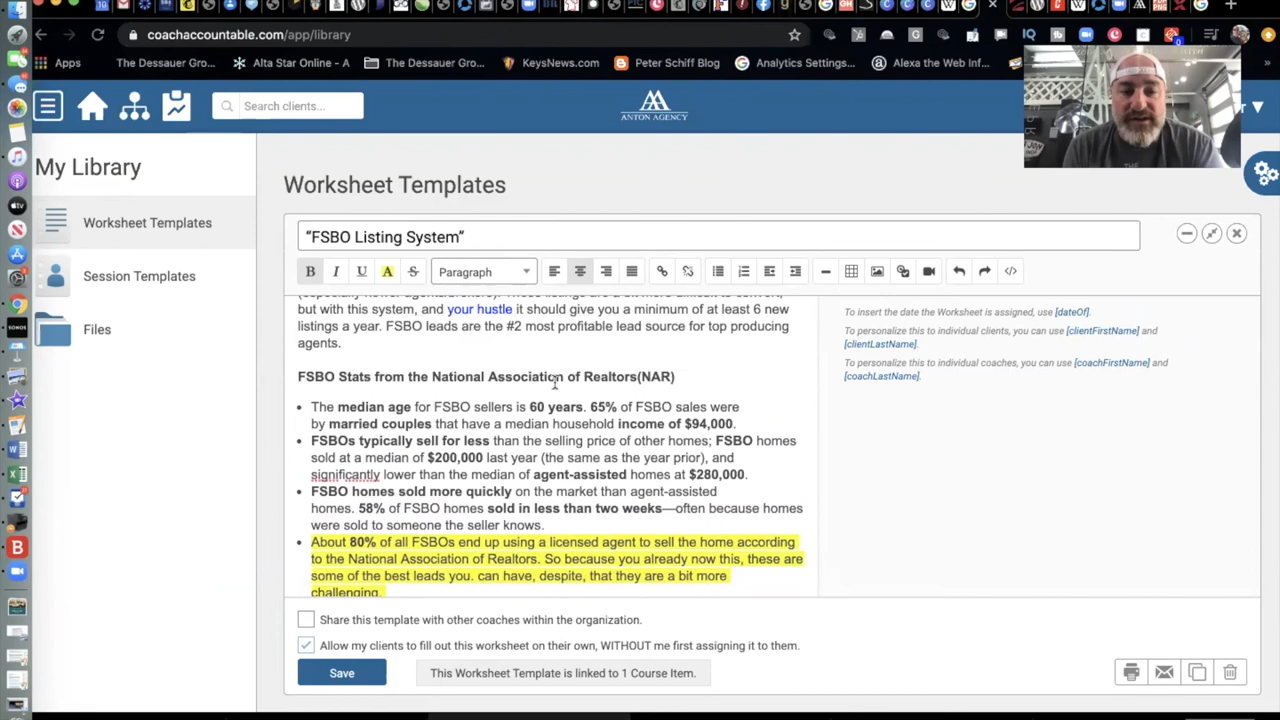 coachaccountable.com/app/library
Apps
The Dessauer Gro...
Alta Star Online - A
The Dessauer Gro...
KeysNews.com
Peter Schiff Blog
Analytics Settings...
Alexa the Web Inf...
Search clients...
ANTON AGENCY
My Library
Worksheet Templates
Session Templates
Files
Worksheet Templates
“FSBO Listing System”
Paragraph
but with this system, and your hustle it should give you a minimum of at least 6 new
listings a year. FSBO leads are the #2 most profitable lead source for top producing
agents.
FSBO Stats from the National Association of Realtors(NAR)
• The median age for FSBO sellers is 60 years. 65% of FSBO sales were
by married couples that have a median household income of $94,000.
• FSBOs typically sell for less than the selling price of other homes; FSBO homes
sold at a median of $200,000 last year (the same as the year prior), and
significantly lower than the median of agent-assisted homes at $280,000.
• FSBO homes sold more quickly on the market than agent-assisted
homes. 58% of FSBO homes sold in less than two weeks—often because homes
were sold to someone the seller knows.
• About 80% of all FSBOs end up using a licensed agent to sell the home according
to the National Association of Realtors. So because you already now this, these are
some of the best leads you. can have, despite, that they are a bit more
challenging.
To insert the date the Worksheet is assigned, use [dateOf].
To personalize this to individual clients, you can use [clientFirstName] and
[clientLastName].
To personalize this to individual coaches, you can use [coachFirstName] and
[coachLastName].
Share this template with other coaches within the organization.
Allow my clients to fill out this worksheet on their own, WITHOUT me first assigning it to them.
Save
This Worksheet Template is linked to 1 Course Item.